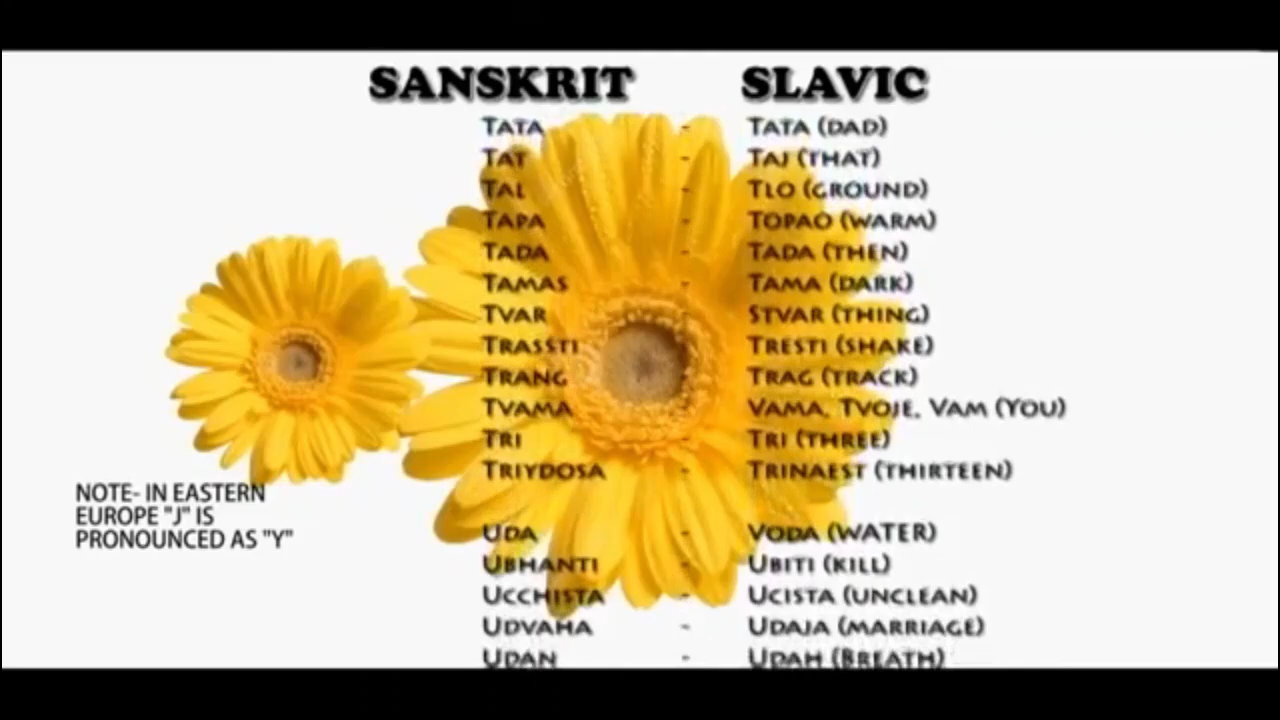 SANSKRIT SLAVIC
TATA - TATA (DAD)
TAT - TAJ (THAT)
TAL - TLO (GROUND)
TAPA - TOPAO (WARM)
TADA - TADA (THEN)
TAMAS - TAMA (DARK)
TVAR - STVAR (THING)
TRASSTI - TRESTI (SHAKE)
TRANG - TRAG (TRACK)
TVAMA - VAMA, TVOJE, VAM (YOU)
TRI - TRI (THREE)
TRIYDOSA - TRINAEST (THIRTEEN)
NOTE- IN EASTERN
EUROPE "J" IS
PRONOUNCED AS "Y"
UDA - VODA (WATER)
UBHANTI - UBITI (KILL)
UCCHISTA - UCISTA (UNCLEAN)
UDVAHA - UDAJA (MARRIAGE)
UDAN - UDAH (BREATH)